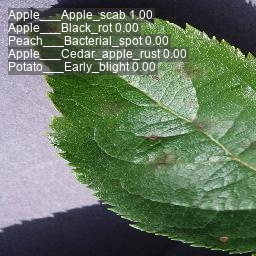 Apple___Apple_scab 1.00
Apple___Black_rot 0.00
Peach___Bacterial_spot 0.00
Apple___Cedar_apple_rust 0.00
Potato___Early_blight 0.00